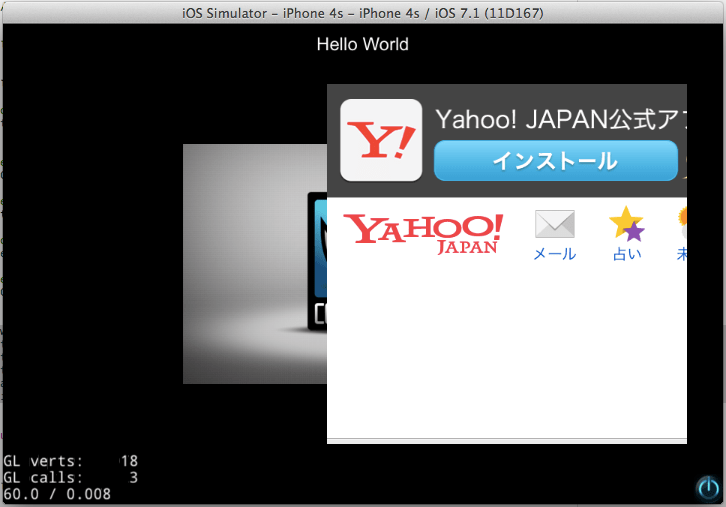 iOS Simulator – iPhone 4s – iPhone 4s / iOS 7.1 (11D167)
Hello World
Yahoo! JAPAN公式ア
インストール
YAHOO!
JAPAN
メール
占い
GL verts: 18
GL calls: 3
60.0 / 0.008